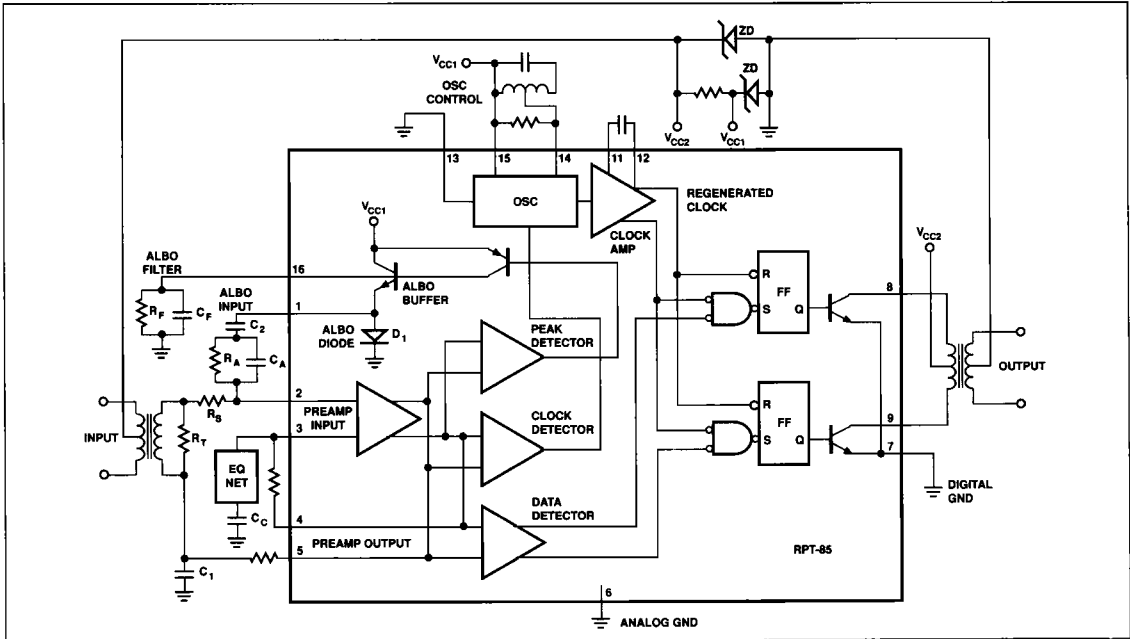 ZD
ZD
VCC1
OSC
CONTROL
VCC2
VCC1
13
15
14
11
12
OSC
REGENERATED
CLOCK
CLOCK
AMP
VCC1
VCC2
ALBO
FILTER
16
ALBO
BUFFER
RF
CF
ALBO
INPUT
1
C2
RA
CA
ALBO
DIODE
D1
PEAK
DETECTOR
R
FF
S
Q
8
OUTPUT
2
RS
PREAMP
INPUT
3
INPUT
RT
CLOCK
DETECTOR
R
FF
S
Q
9
7
EQ
NET
CC
DIGITAL
GND
4
DATA
DETECTOR
PREAMP OUTPUT
5
RPT-85
C1
6
ANALOG GND